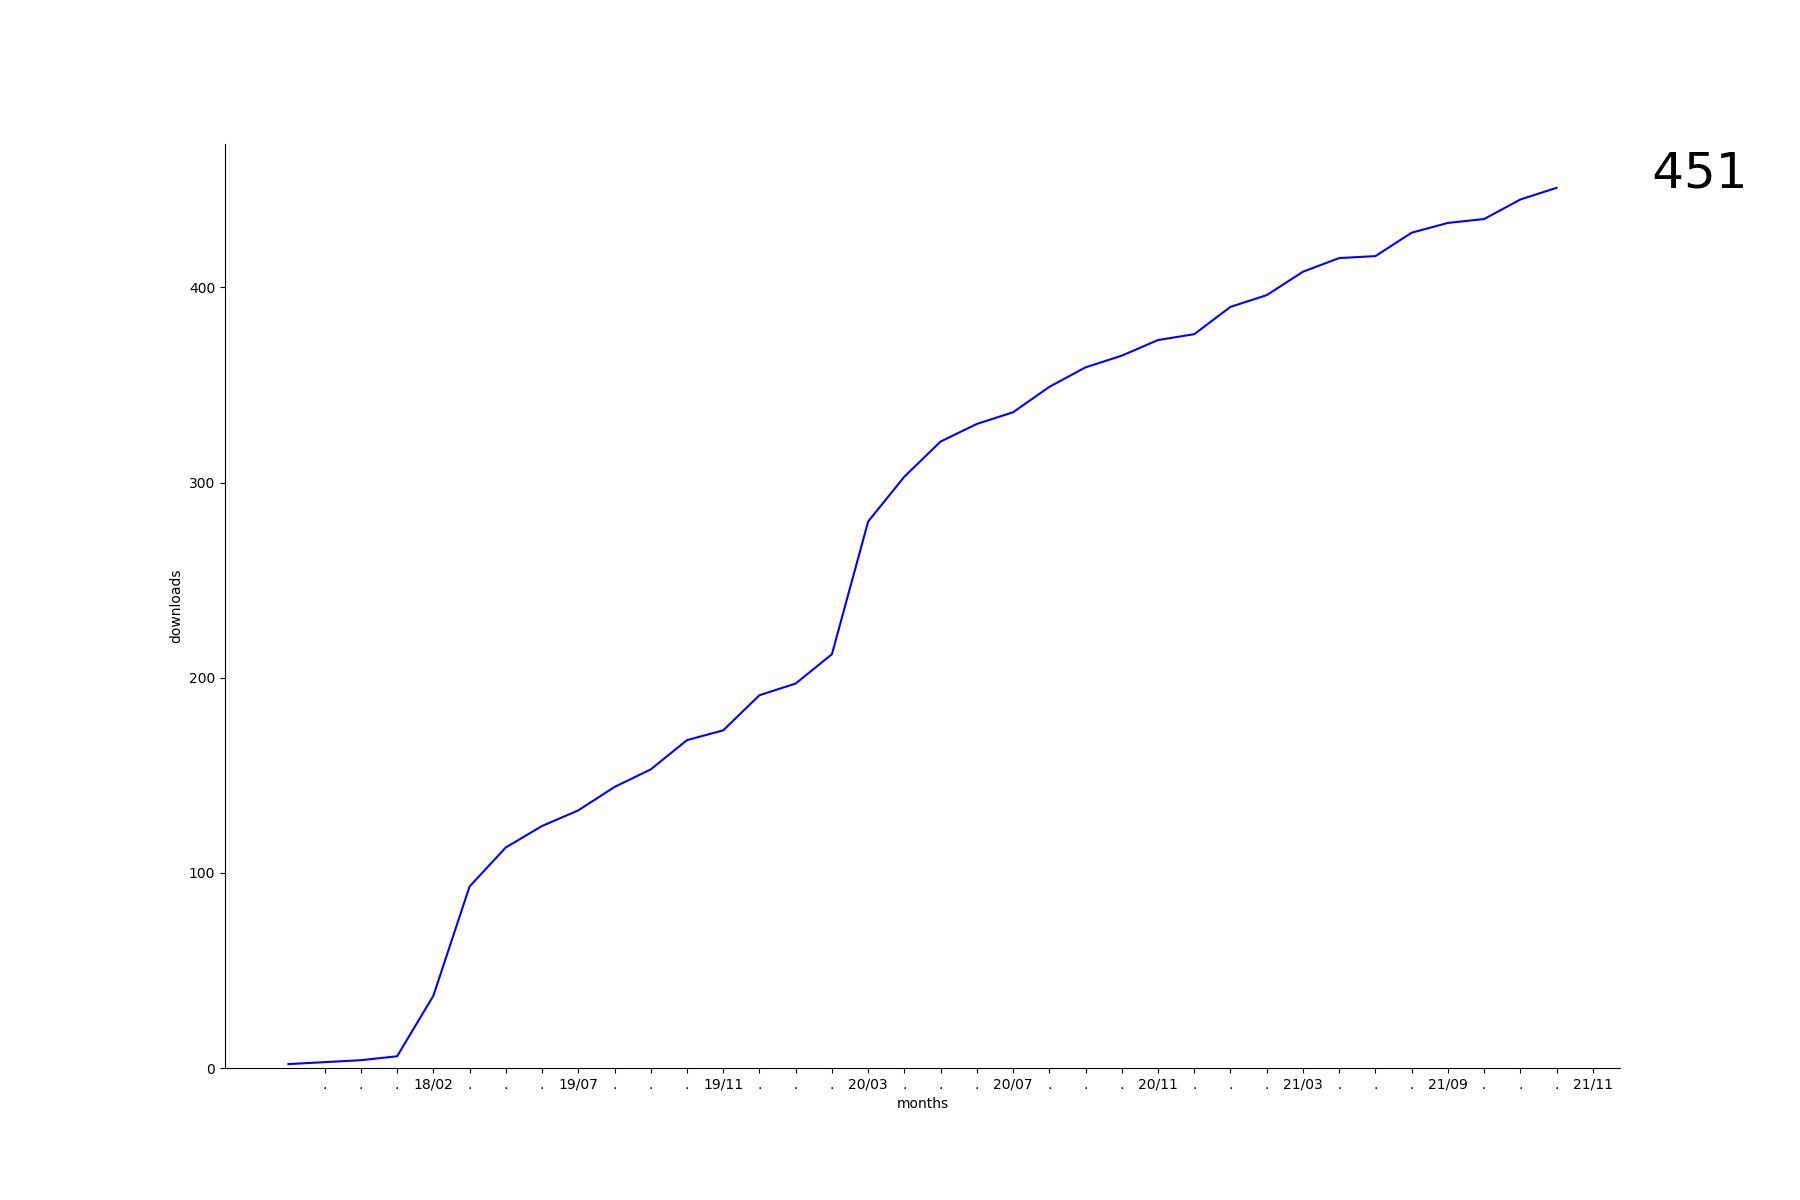 451
400
300
200
100
0
downloads
. . . 18/02 . . . 19/07 . . . 19/11 . . . 20/03 . . . 20/07 . . . 20/11 . . . 21/03 . . . 21/09 . . . 21/11
months